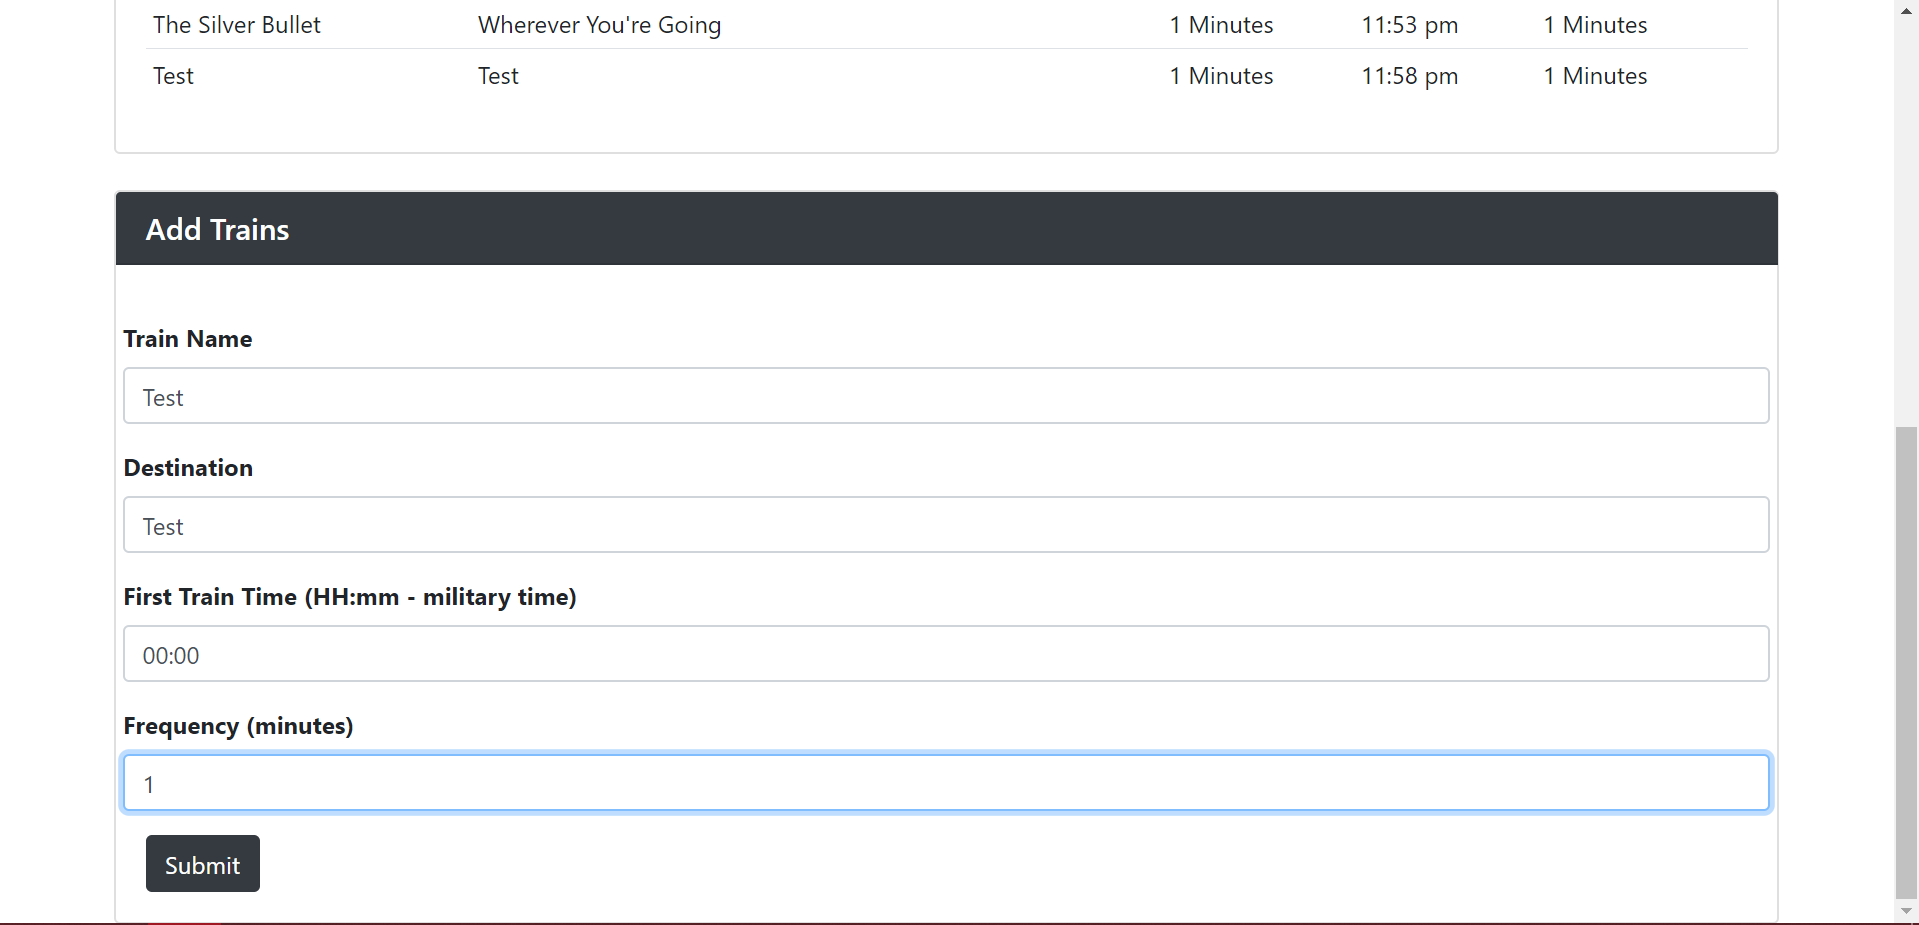 The Silver Bullet Wherever You're Going 1 Minutes 11:53 pm 1 Minutes
Test Test 1 Minutes 11:58 pm 1 Minutes
Add Trains
Train Name
Test
Destination
Test
First Train Time (HH:mm - military time)
00:00
Frequency (minutes)
1
Submit